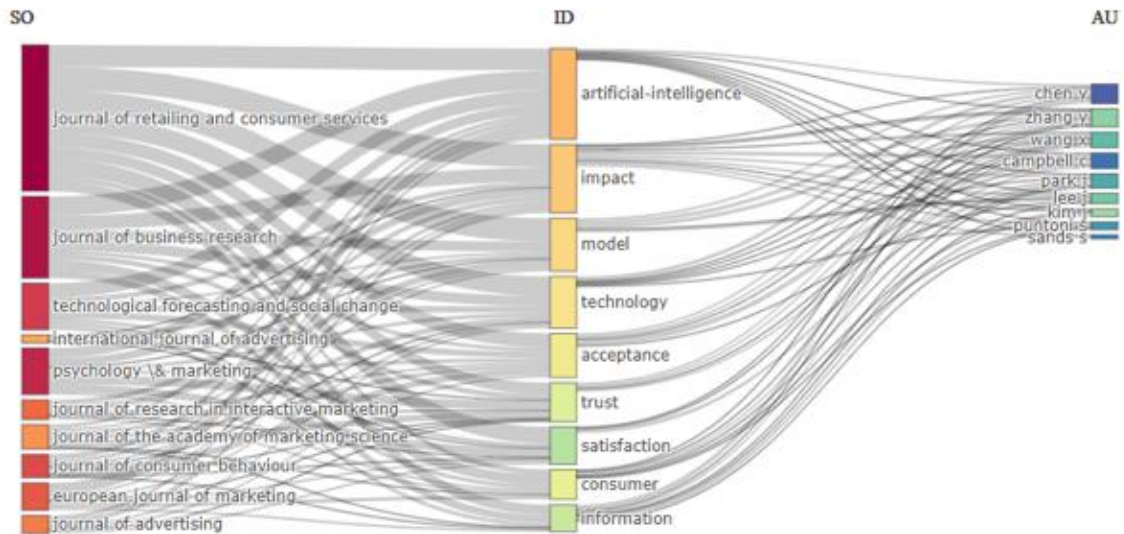 SO
ID
AU
journal of retailing and consumer services
journal of business research
technological forecasting and social change
international journal of advertising
psychology \& marketing
journal of research in interactive marketing
journal of the academy of marketing science
journal of consumer behaviour
european journal of marketing
journal of advertising
artificial-intelligence
impact
model
technology
acceptance
trust
satisfaction
consumer
information
chen y
zhang y
wang x
campbell c
park j
lee j
kim j
puntoni s
sands s